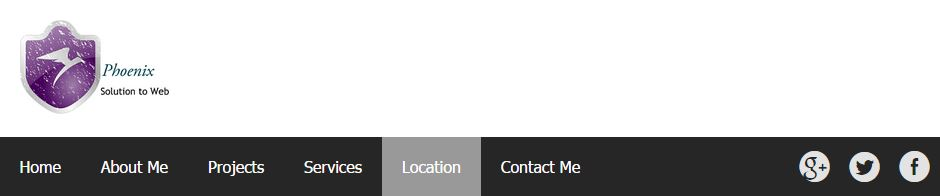 Phoenix
Solution to Web
Home About Me Projects Services Location Contact Me g+ f